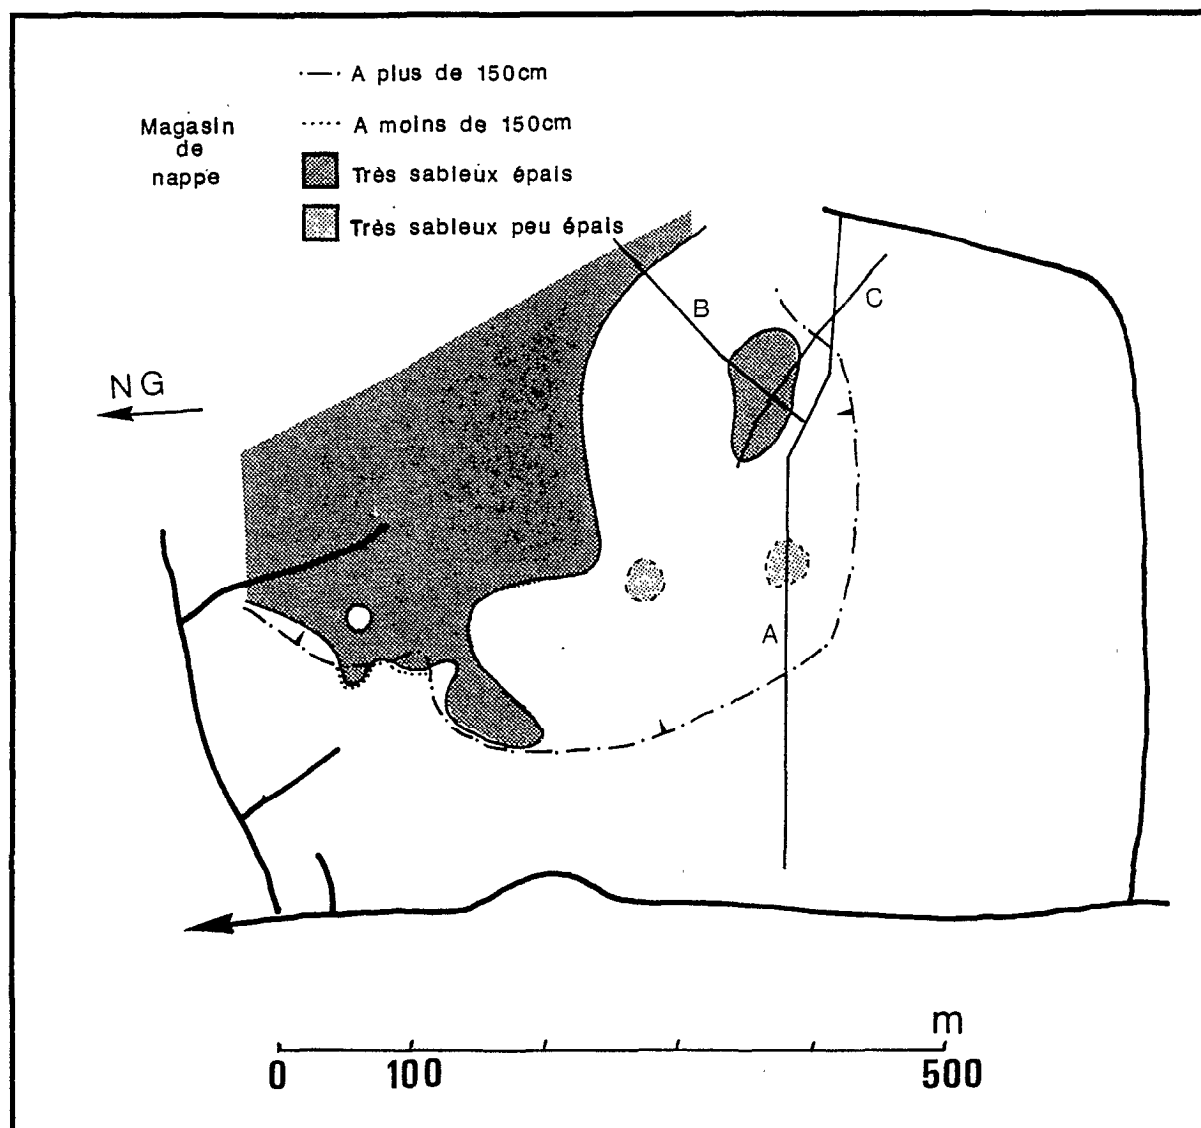 A plus de 150cm
A moins de 150cm
Magasin
de
nappe
Très sableux épais
Très sableux peu épais
B
C
NG
A
m
0 100 500